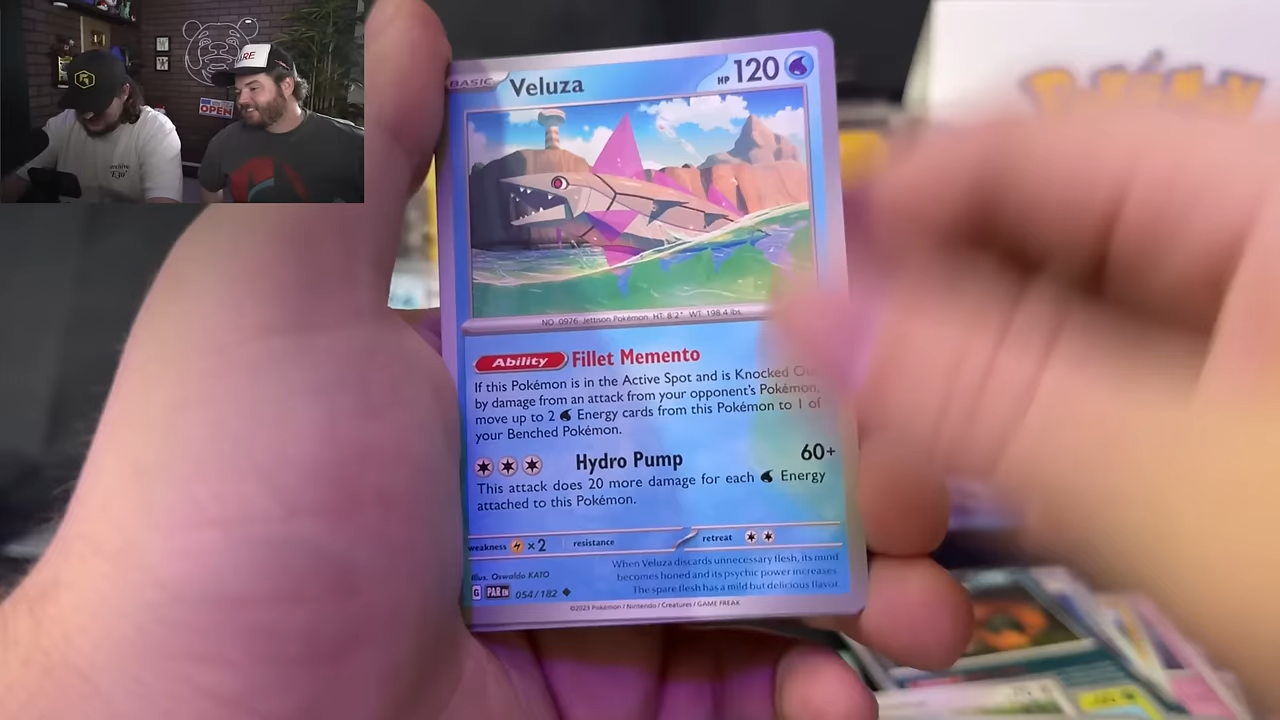 RE
OPEN
POKéMON
BASIC Veluza HP 120
NO. 0976 Jettison Pokémon HT: 8'2" WT: 198.4 lbs.
Ability Fillet Memento
If this Pokémon is in the Active Spot and is Knocked Out
by damage from an attack from your opponent's Pokémon,
move up to 2 Energy cards from this Pokémon to 1 of
your Benched Pokémon.
Hydro Pump 60+
This attack does 20 more damage for each Energy
attached to this Pokémon.
weakness ×2 resistance retreat
When Veluza discards unnecessary flesh, its mind
becomes honed and its psychic power increases.
The spare flesh has a mild but delicious flavor.
Illus. Oswaldo KATO
G PAR EN 054/182
©2023 Pokémon / Nintendo / Creatures / GAME FREAK